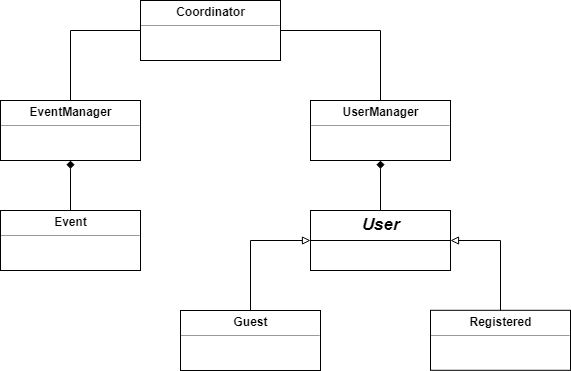 Coordinator
EventManager
UserManager
Event
User
Guest
Registered